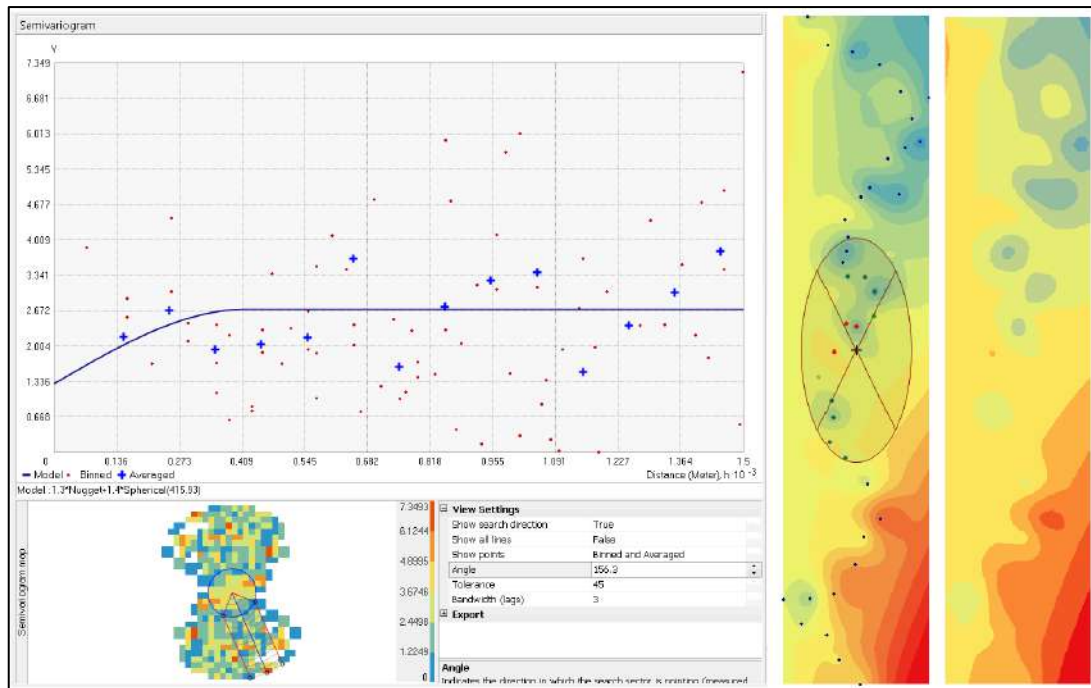 Semivariogram
γ
7.349
6.681
6.013
5.345
4.677
4.009
3.341
2.672
2.004
1.336
0.668
0 0.136 0.273 0.409 0.545 0.682 0.818 0.955 1.091 1.227 1.364 1.5
Model Binned Averaged Distance (Meter), h·10⁻³
Model : 1.3*Nugget+1.4*Spherical(415.93)
Semivariogram map
7.3493
6.1244
4.8995
3.6746
2.4498
1.2249
0
View Settings
Show search direction True
Show all lines False
Show points Binned and Averaged
Angle 156.3
Tolerance 45
Bandwidth (lags) 3
Export
Angle
Indicates the direction in which the search sector is pointing (measured